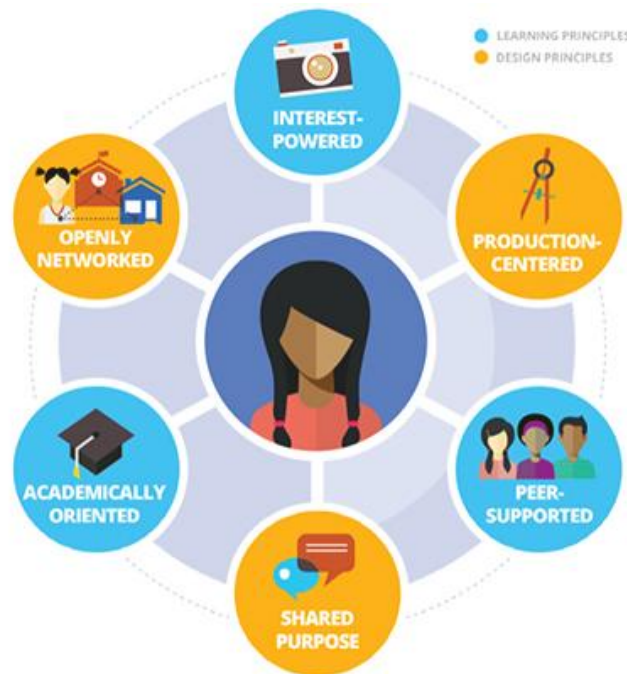 LEARNING PRINCIPLES
DESIGN PRINCIPLES
INTEREST-
POWERED
OPENLY
NETWORKED
PRODUCTION-
CENTERED
ACADEMICALLY
ORIENTED
PEER-
SUPPORTED
SHARED
PURPOSE